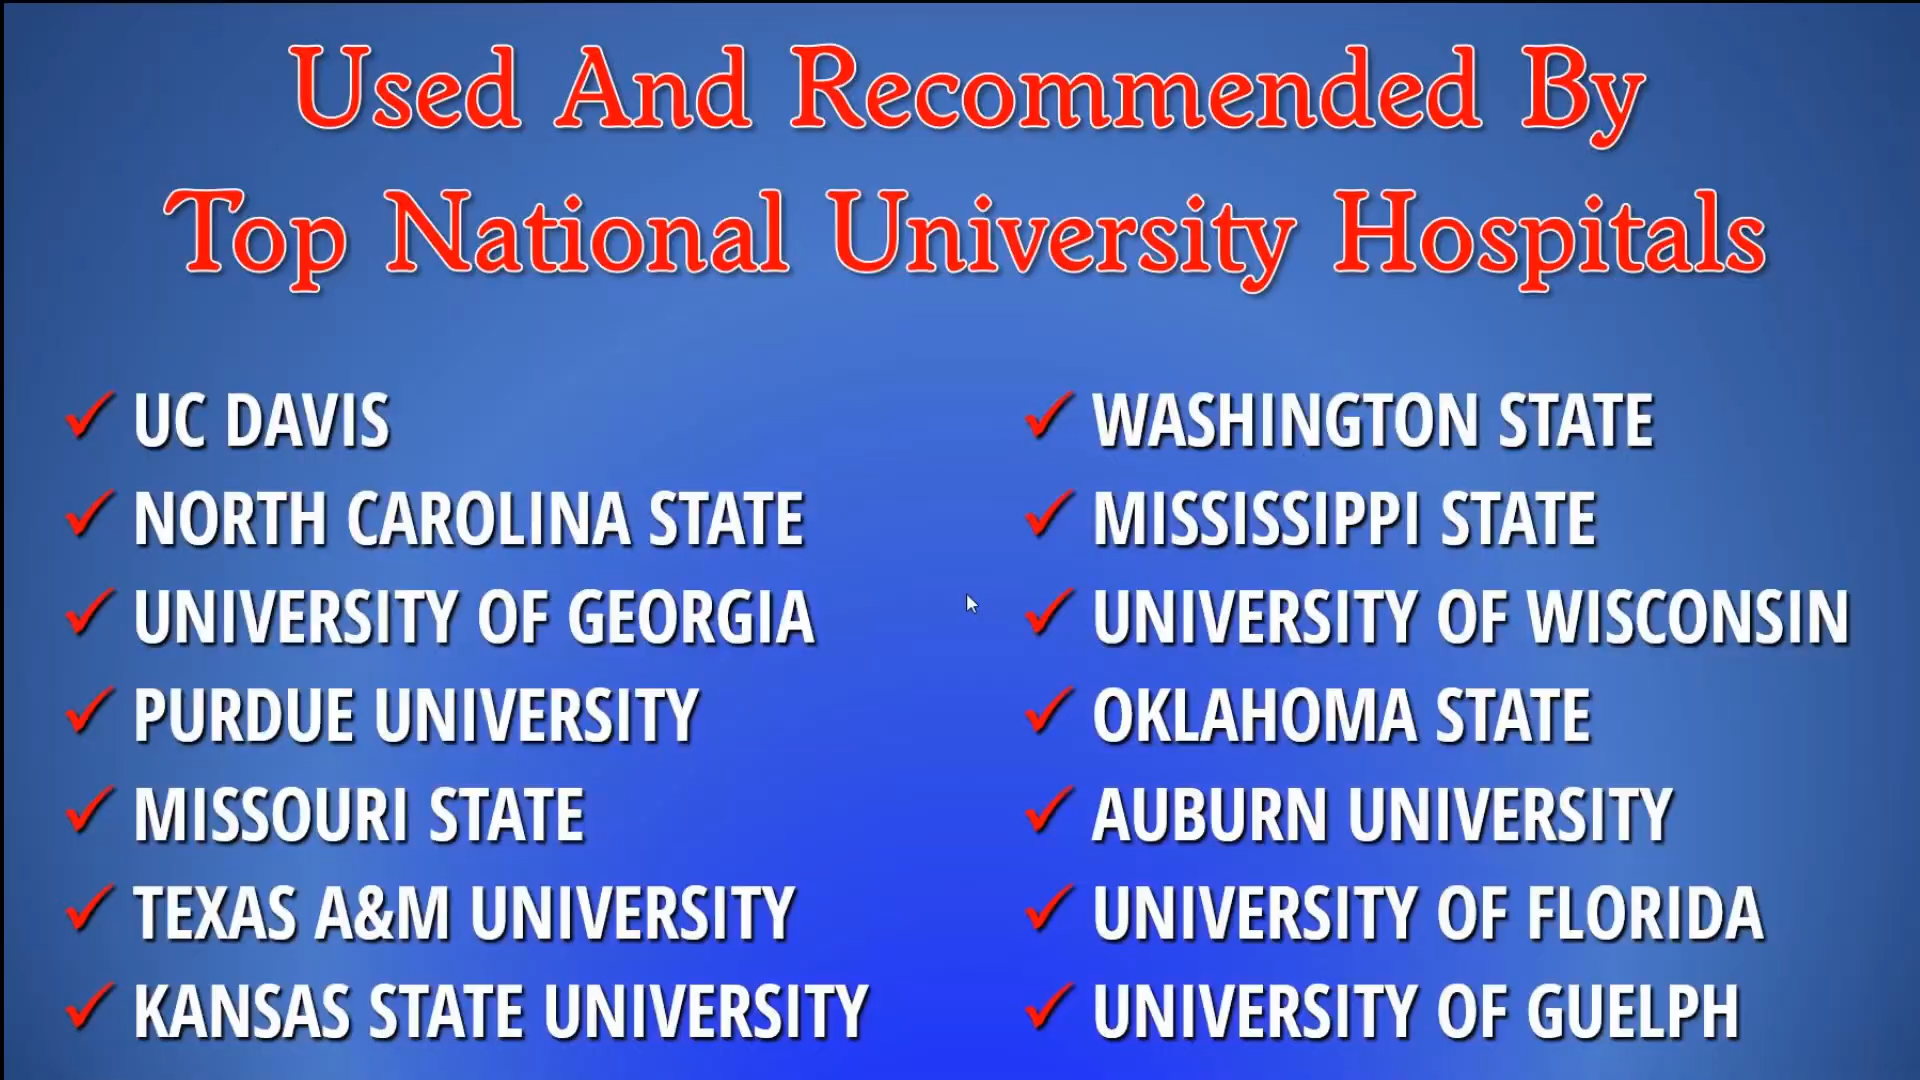 Used And Recommended By
Top National University Hospitals
UC DAVIS
NORTH CAROLINA STATE
UNIVERSITY OF GEORGIA
PURDUE UNIVERSITY
MISSOURI STATE
TEXAS A&M UNIVERSITY
KANSAS STATE UNIVERSITY
WASHINGTON STATE
MISSISSIPPI STATE
UNIVERSITY OF WISCONSIN
OKLAHOMA STATE
AUBURN UNIVERSITY
UNIVERSITY OF FLORIDA
UNIVERSITY OF GUELPH